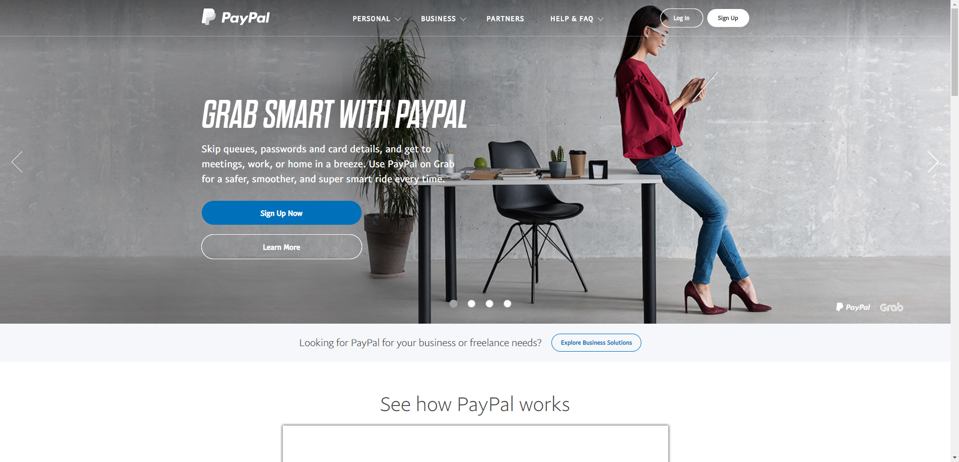 PayPal
PERSONAL
BUSINESS
PARTNERS
HELP & FAQ
Log In
Sign Up
GRAB SMART WITH PAYPAL
Skip queues, passwords and card details, and get to
meetings, work, or home in a breeze. Use PayPal on Grab
for a safer, smoother, and super smart ride every time.
Sign Up Now
Learn More
PayPal
Grab
Looking for PayPal for your business or freelance needs?
Explore Business Solutions
See how PayPal works